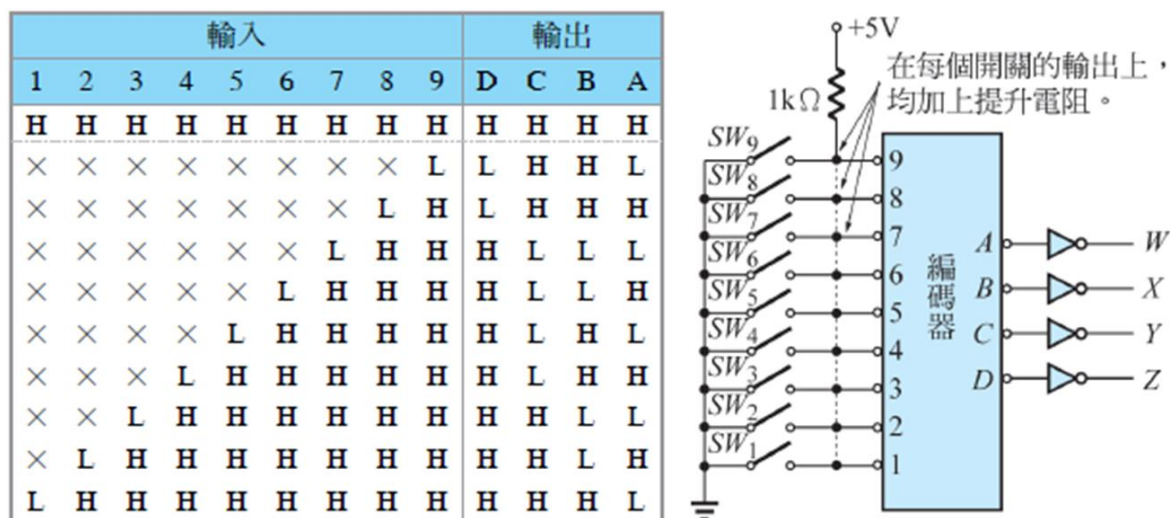 輸入 輸出
1 2 3 4 5 6 7 8 9 D C B A
H H H H H H H H H H H H H
× × × × × × × × L L H H L
× × × × × × × L H L H H H
× × × × × × L H H H L L L
× × × × × L H H H H L L H
× × × × L H H H H H L H L
× × × L H H H H H H L H H
× × L H H H H H H H H L L
× L H H H H H H H H H L H
L H H H H H H H H H H H L
+5V
1kΩ
在每個開關的輸出上，
均加上提升電阻。
SW9
SW8
SW7
SW6
SW5
SW4
SW3
SW2
SW1
9
8
7
6
5
4
3
2
1
編碼器
A
B
C
D
W
X
Y
Z